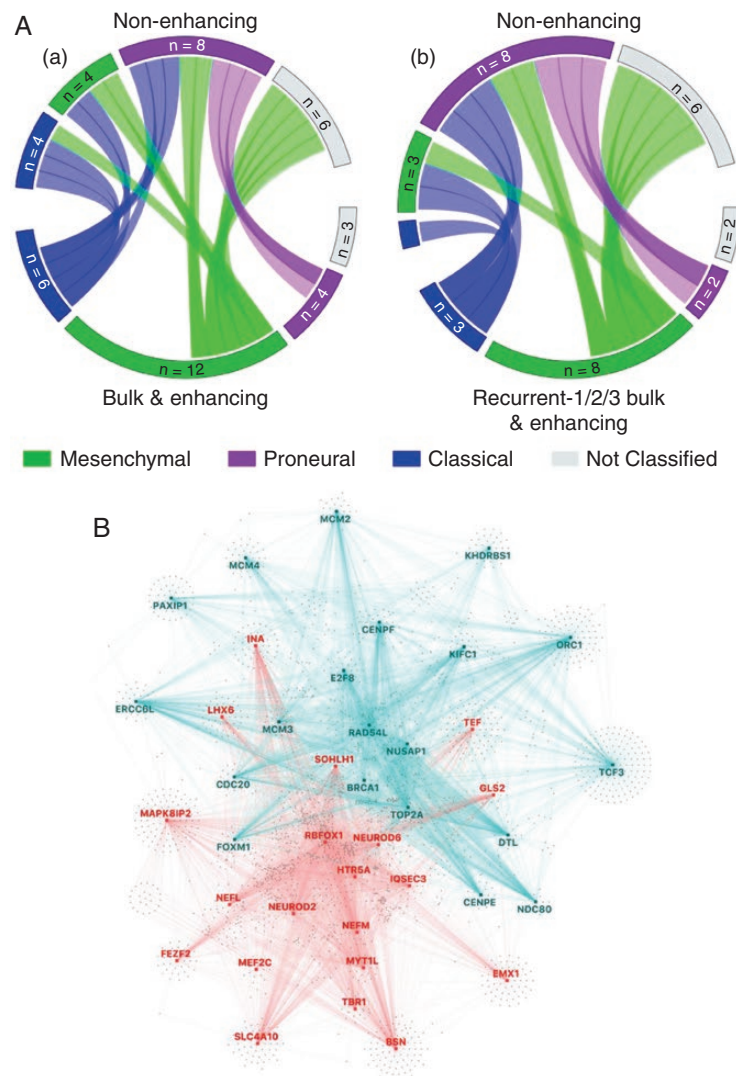 A
Non-enhancing
Non-enhancing
(a)
(b)
n = 8
n = 4
n = 6
n = 4
n = 3
n = 6
n = 4
n = 12
n = 8
n = 6
n = 3
n = 2
n = 3
n = 2
n = 8
Bulk & enhancing
Recurrent-1/2/3 bulk
& enhancing
Mesenchymal
Proneural
Classical
Not Classified
B
MCM2
KHDRBS1
MCM4
PAXIP1
CENPF
INA
ORC1
KIFC1
E2F8
ERCC6L
LHX6
MCM3
TEF
RAD54L
NUSAP1
SOHLH1
TCF3
CDC20
BRCA1
GLS2
MAPK8IP2
TOP2A
RBFOX1
NEUROD6
DTL
FOXM1
HTR5A
IQSEC3
NEFL
CENPE
NEUROD2
NDC80
NEFM
FEZF2
MEF2C
MYT1L
EMX1
TBR1
SLC4A10
BSN